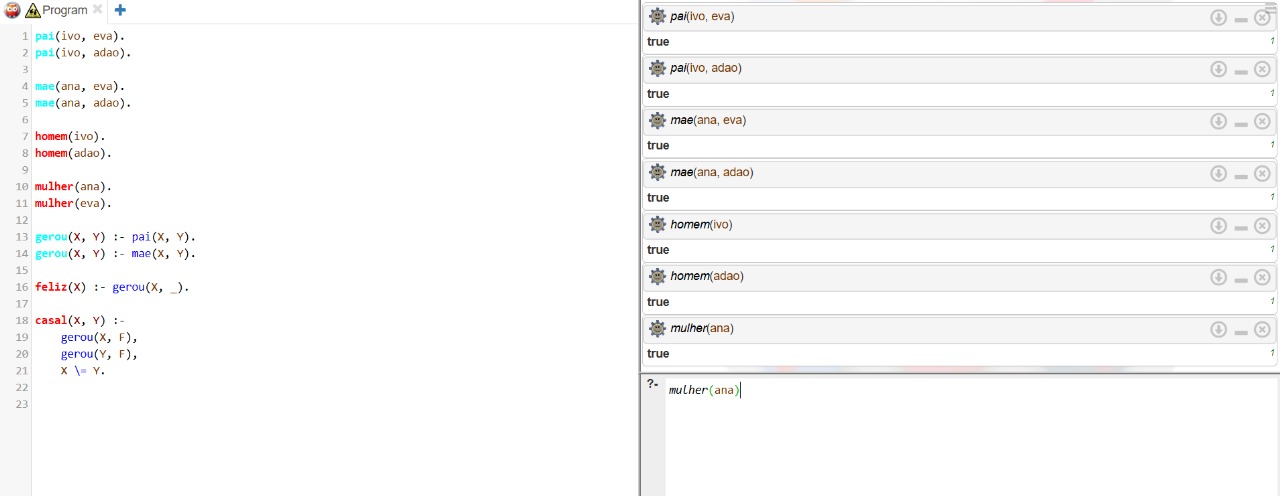 Program
1 pai(ivo, eva).
2 pai(ivo, adao).
3
4 mae(ana, eva).
5 mae(ana, adao).
6
7 homem(ivo).
8 homem(adao).
9
10 mulher(ana).
11 mulher(eva).
12
13 gerou(X, Y) :- pai(X, Y).
14 gerou(X, Y) :- mae(X, Y).
15
16 feliz(X) :- gerou(X, _).
17
18 casal(X, Y) :-
19 gerou(X, F),
20 gerou(Y, F),
21 X \= Y.
22
23
pai(ivo, eva)
true 1
pai(ivo, adao)
true 1
mae(ana, eva)
true 1
mae(ana, adao)
true 1
homem(ivo)
true 1
homem(adao)
true 1
mulher(ana)
true 1
?- mulher(ana)